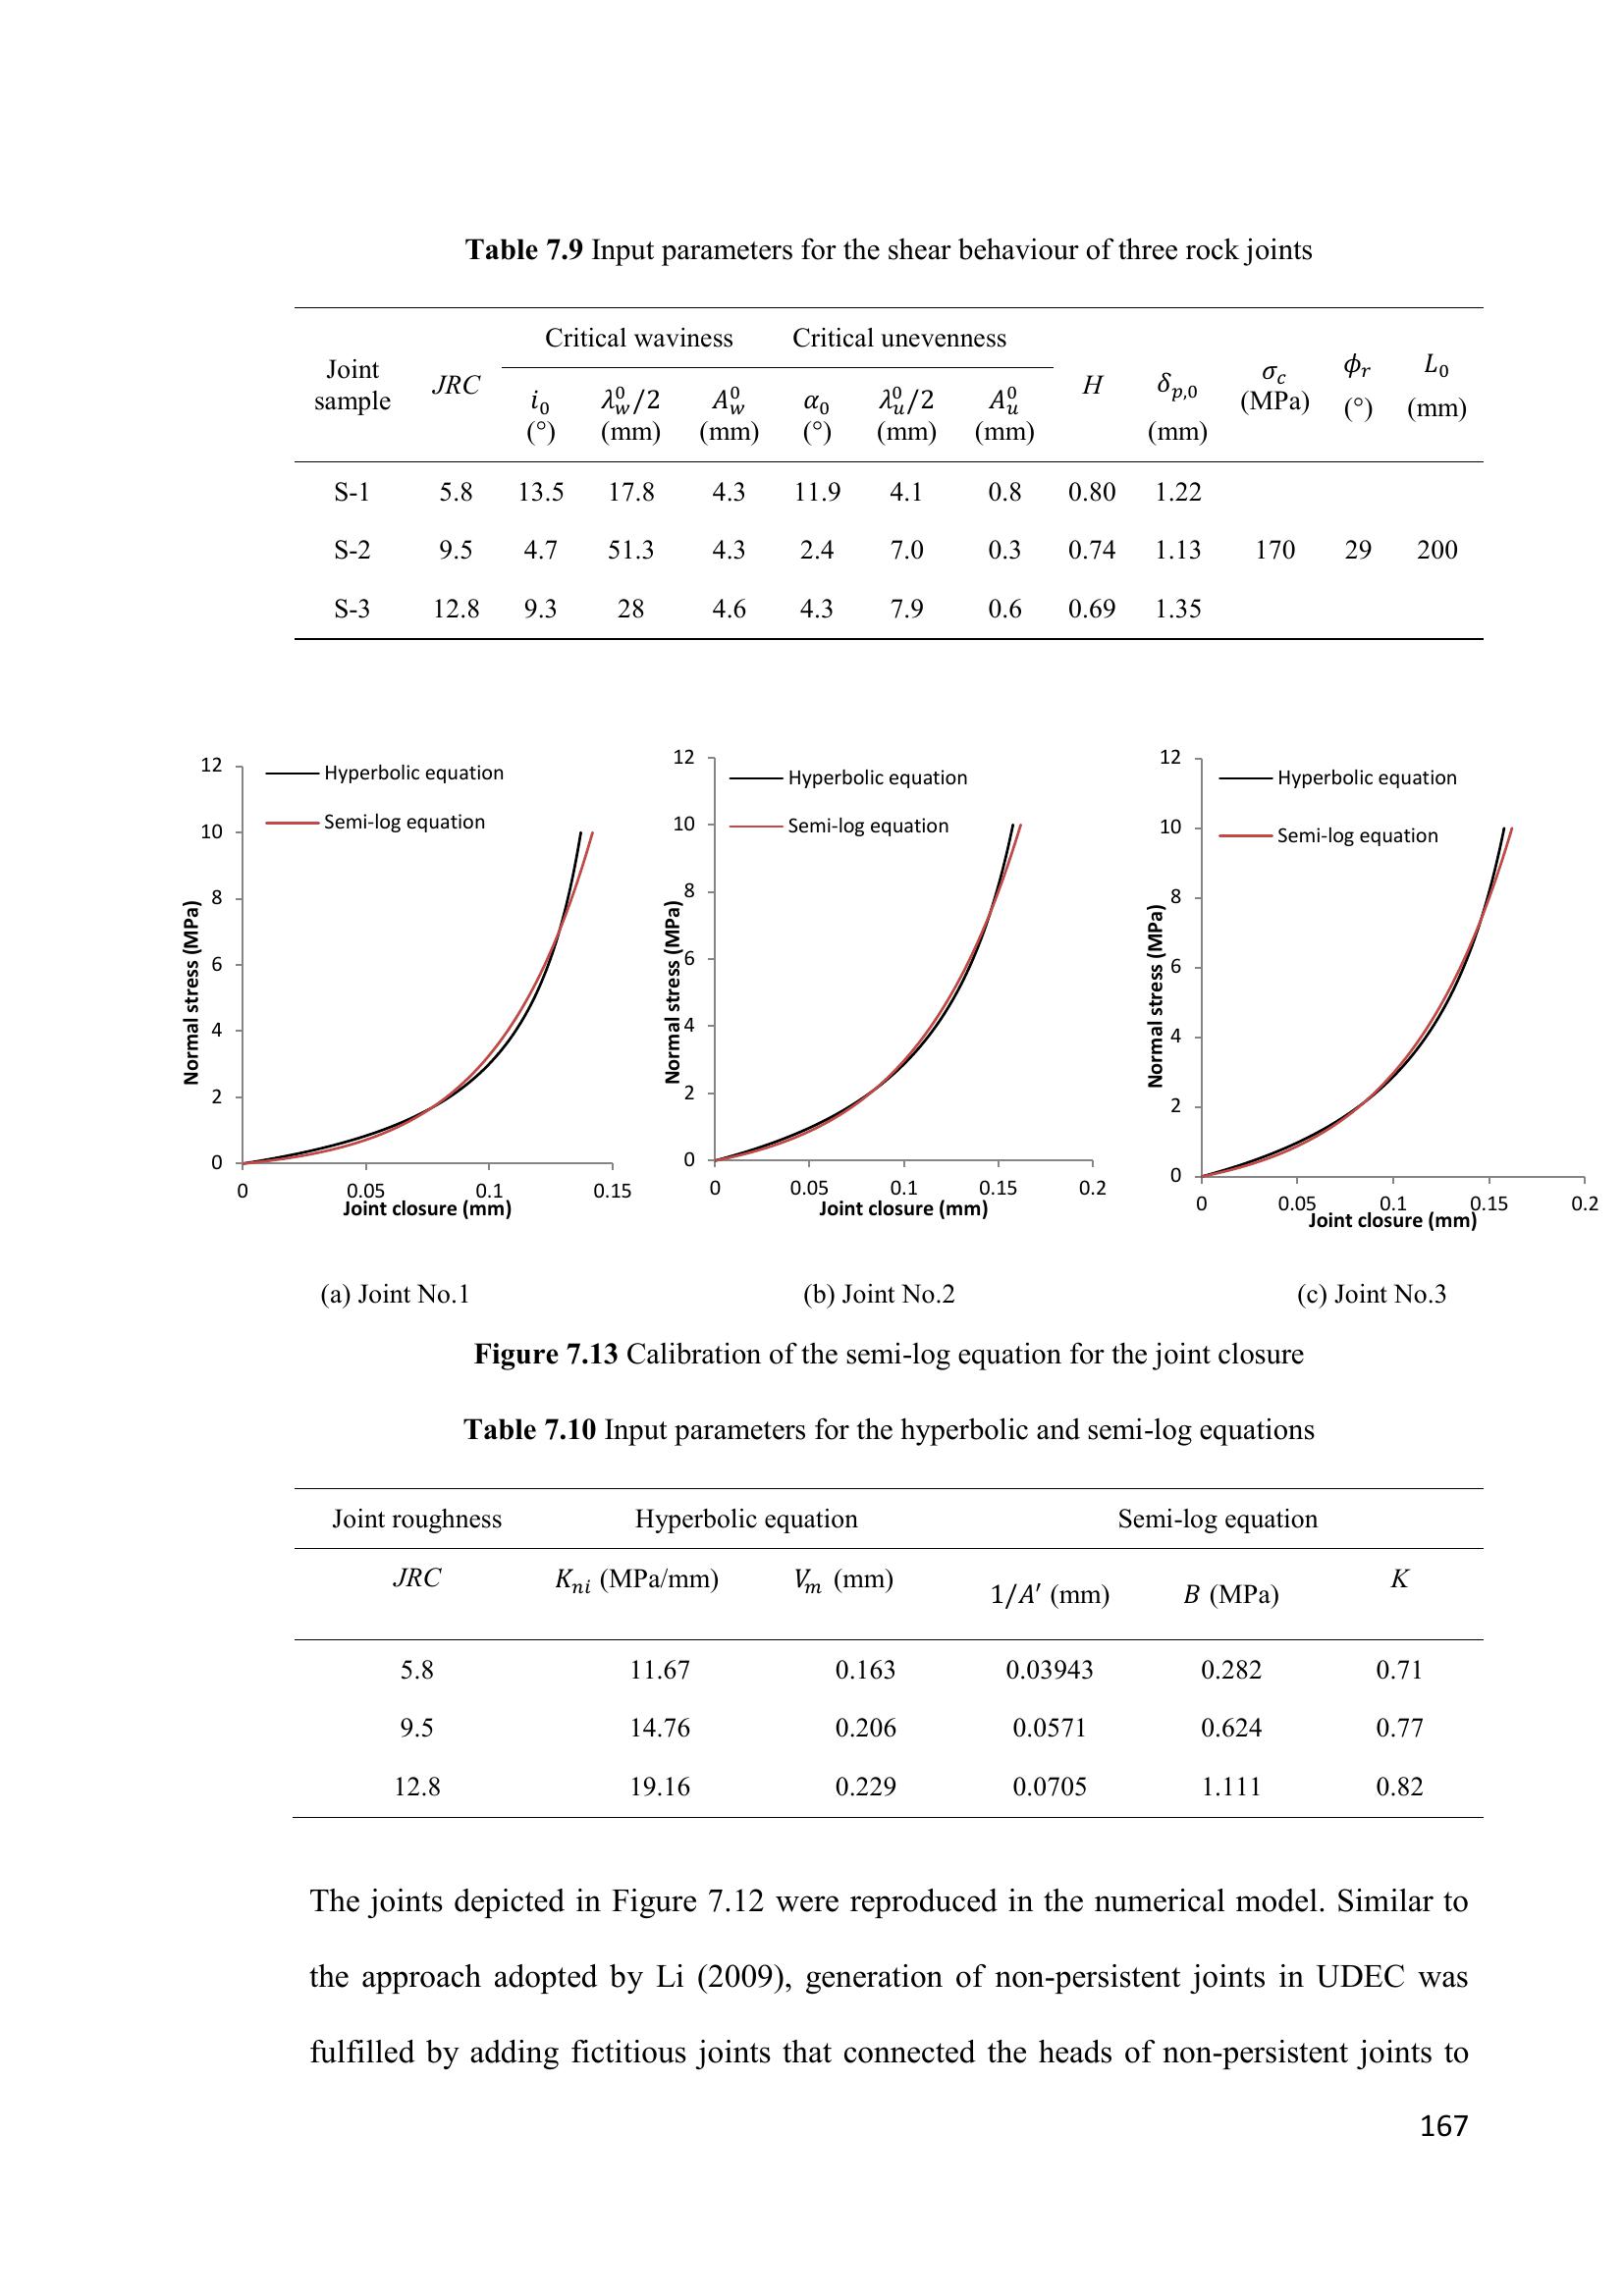 Table 7.9 Input parameters for the shear behaviour of three rock joints
Joint sample JRC Critical waviness Critical unevenness H δp,0 (mm) σc (MPa) ϕr (°) L0 (mm)
i0 (°) λw0/2 (mm) Aw0 (mm) α0 (°) λu0/2 (mm) Au0 (mm)
S-1 5.8 13.5 17.8 4.3 11.9 4.1 0.8 0.80 1.22
S-2 9.5 4.7 51.3 4.3 2.4 7.0 0.3 0.74 1.13 170 29 200
S-3 12.8 9.3 28 4.6 4.3 7.9 0.6 0.69 1.35
Hyperbolic equation
Semi-log equation
12
10
8
6
4
2
0
Normal stress (MPa)
0 0.05 0.1 0.15
Joint closure (mm)
(a) Joint No.1
Hyperbolic equation
Semi-log equation
12
10
8
6
4
2
0
Normal stress (MPa)
0 0.05 0.1 0.15 0.2
Joint closure (mm)
(b) Joint No.2
Hyperbolic equation
Semi-log equation
12
10
8
6
4
2
0
Normal stress (MPa)
0 0.05 0.1 0.15 0.2
Joint closure (mm)
(c) Joint No.3
Figure 7.13 Calibration of the semi-log equation for the joint closure
Table 7.10 Input parameters for the hyperbolic and semi-log equations
Joint roughness Hyperbolic equation Semi-log equation
JRC Kni (MPa/mm) Vm (mm) 1/A′ (mm) B (MPa) K
5.8 11.67 0.163 0.03943 0.282 0.71
9.5 14.76 0.206 0.0571 0.624 0.77
12.8 19.16 0.229 0.0705 1.111 0.82
The joints depicted in Figure 7.12 were reproduced in the numerical model. Similar to
the approach adopted by Li (2009), generation of non-persistent joints in UDEC was
fulfilled by adding fictitious joints that connected the heads of non-persistent joints to
167